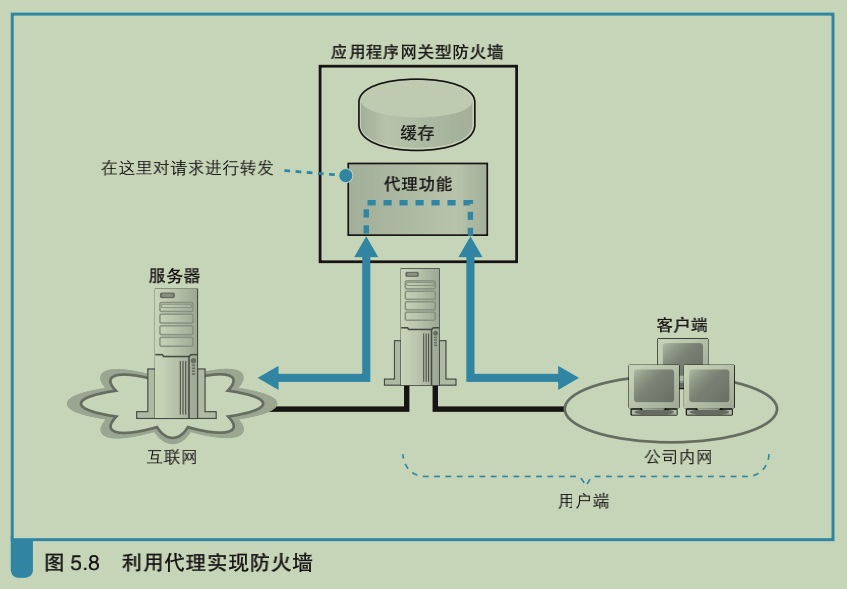 应用程序网关型防火墙
缓存
在这里对请求进行转发
代理功能
服务器
客户端
互联网
公司内网
用户端
图 5.8 利用代理实现防火墙